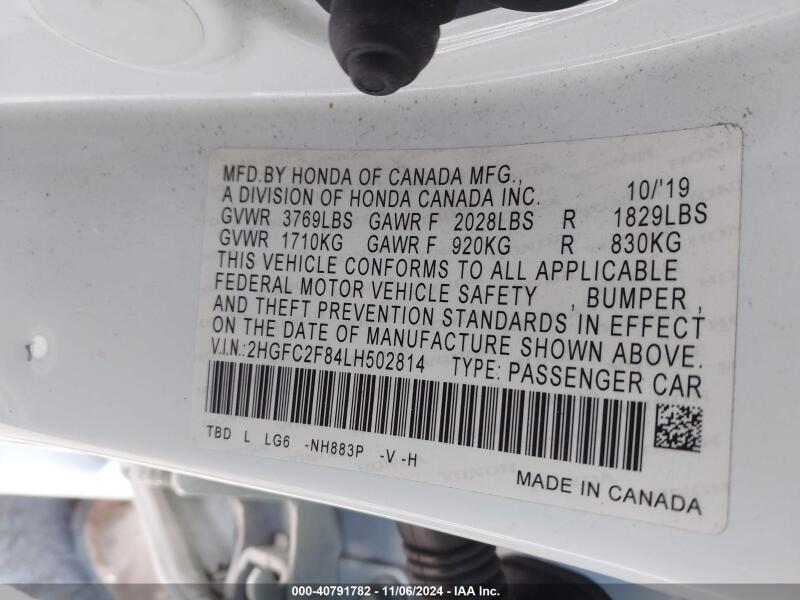 MFD.BY HONDA OF CANADA MFG.,
A DIVISION OF HONDA CANADA INC. 10/'19
GVWR 3769LBS GAWR F 2028LBS R 1829LBS
GVWR 1710KG GAWR F 920KG R 830KG
THIS VEHICLE CONFORMS TO ALL APPLICABLE
FEDERAL MOTOR VEHICLE SAFETY , BUMPER ,
AND THEFT PREVENTION STANDARDS IN EFFECT
ON THE DATE OF MANUFACTURE SHOWN ABOVE.
V.I.N.: 2HGFC2F84LH502814 TYPE: PASSENGER CAR
TBD L LG6 -NH883P -V -H
MADE IN CANADA
000-40791782 - 11/06/2024 - IAA Inc.